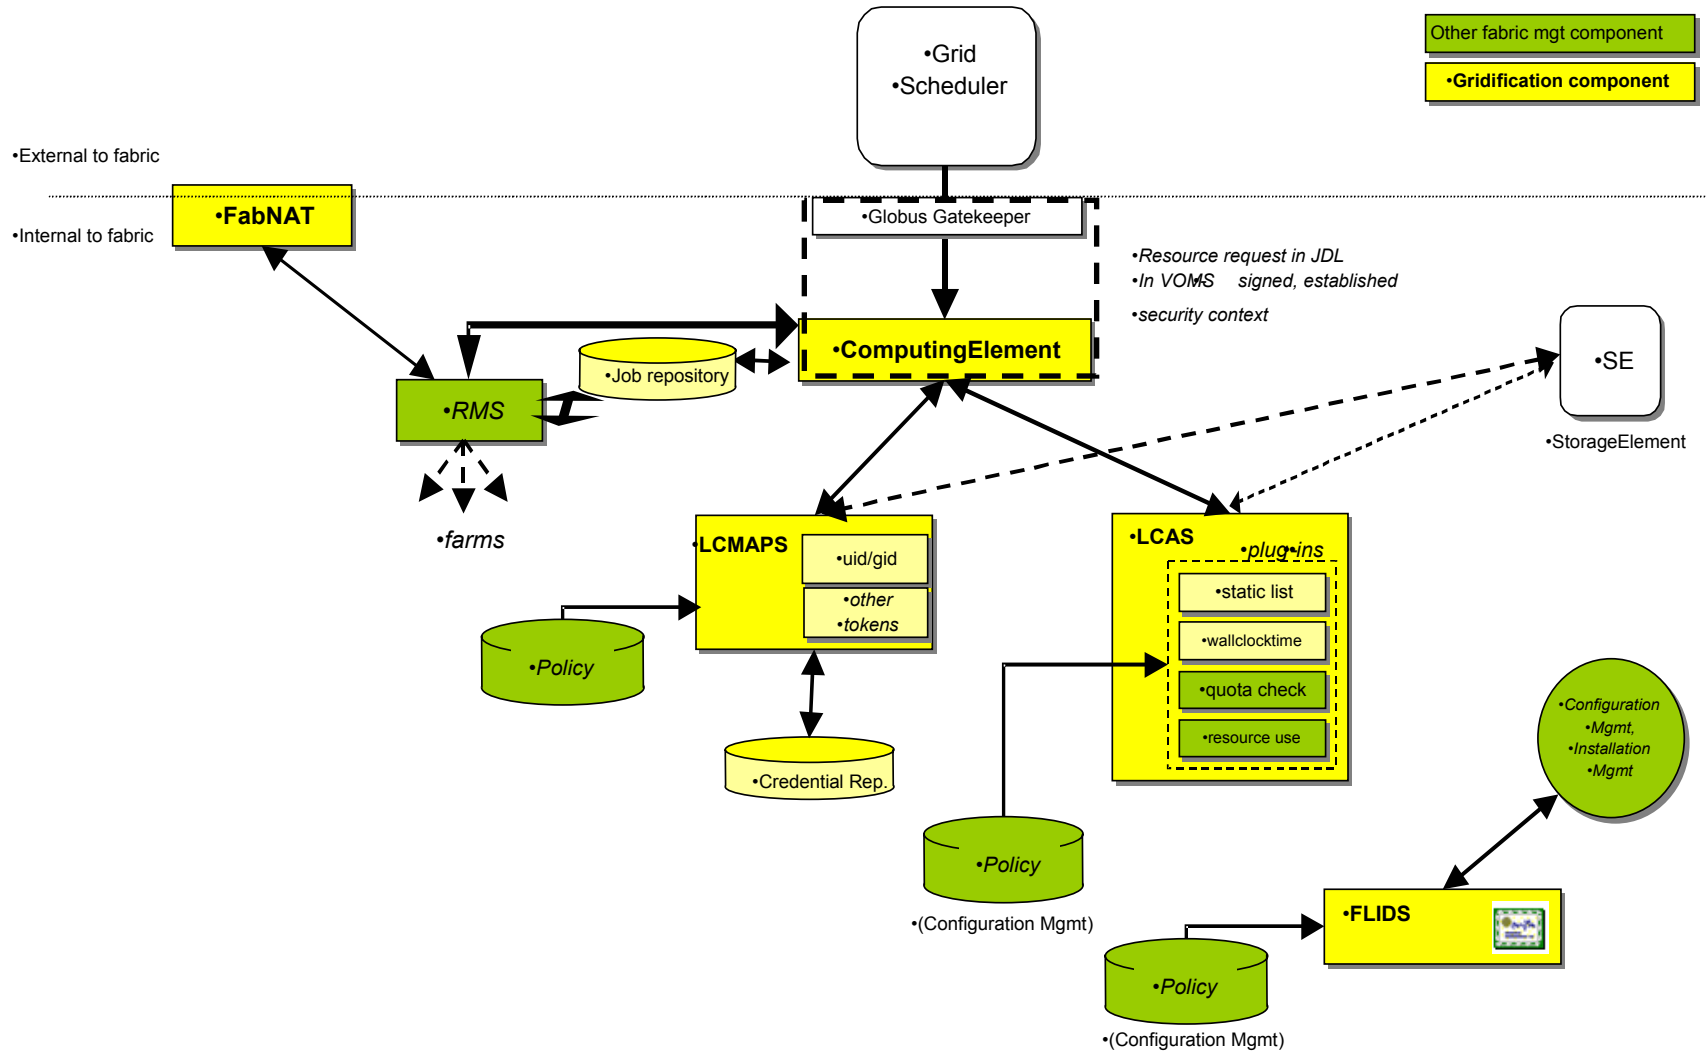 •Grid
•Scheduler
Other fabric mgt component
•Gridification component
•External to fabric
•FabNAT
•Internal to fabric
•Globus Gatekeeper
•Resource request in JDL
•In VOMS•- signed, established
•security context
•ComputingElement
•Job repository
•RMS
•SE
•StorageElement
•farms
•LCMAPS
•uid/gid
•other
•tokens
•LCAS
•plug•-ins
•static list
•wallclocktime
•quota check
•resource use
•Policy
•Credential Rep.
•Configuration
•Mgmt,
•Installation
•Mgmt
•Policy
•(Configuration Mgmt)
•FLIDS
•Policy
•(Configuration Mgmt)